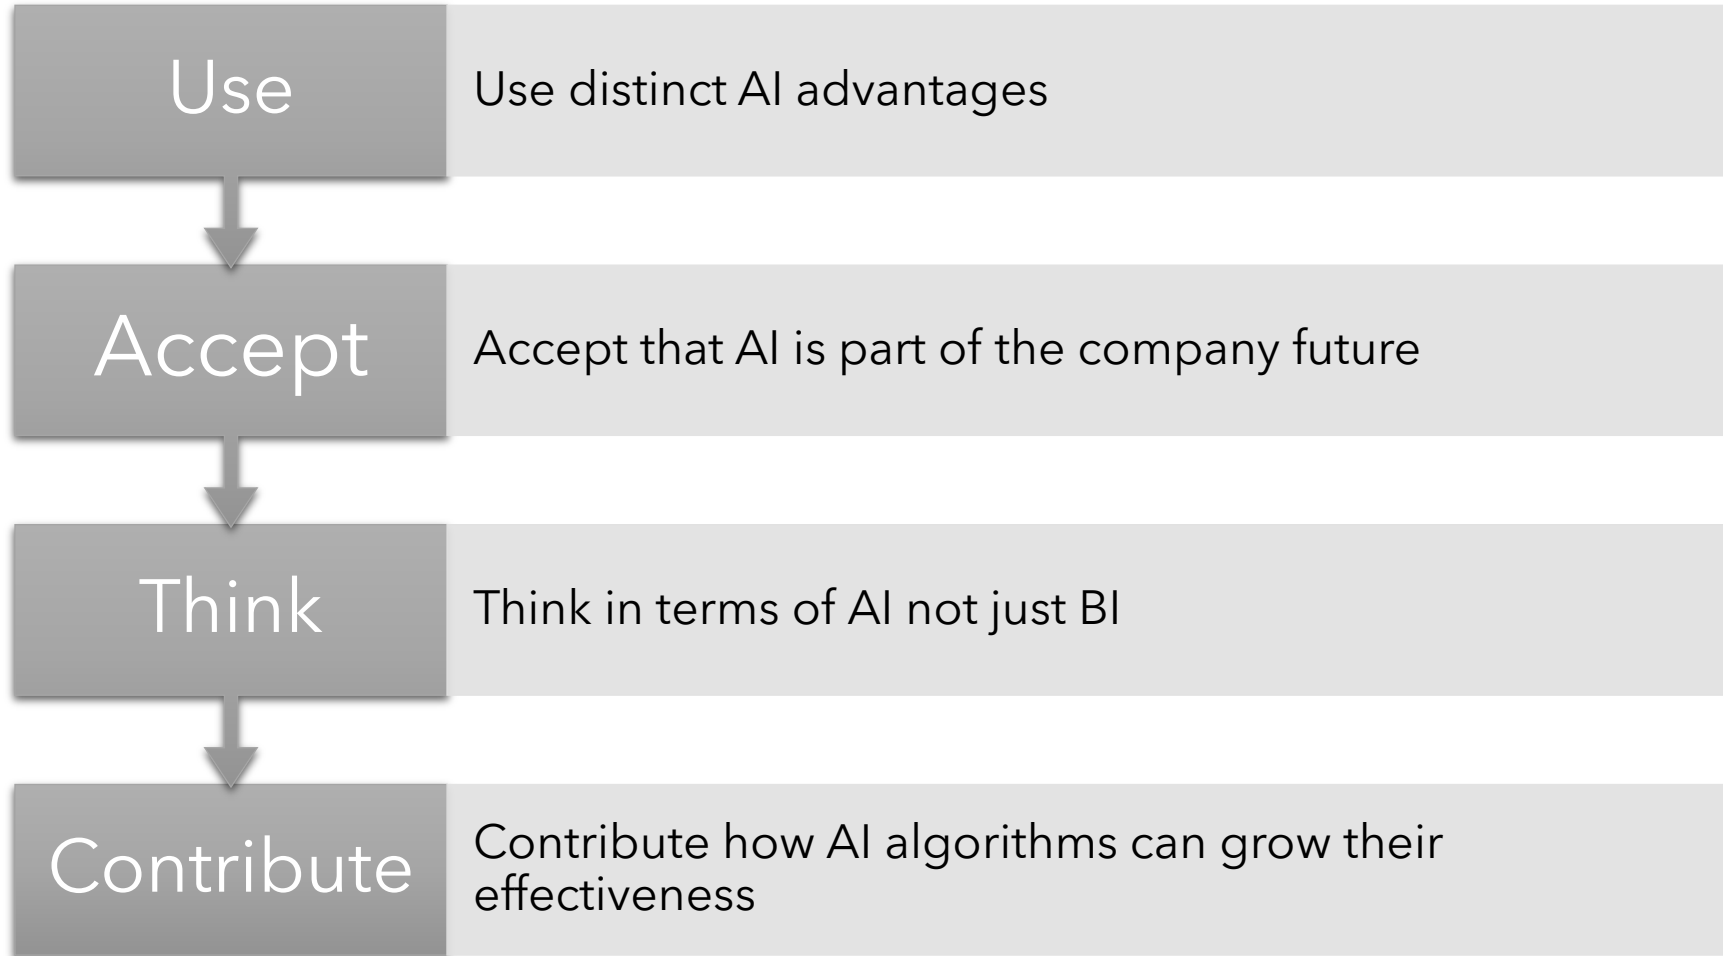 Use
Use distinct AI advantages
Accept
Accept that AI is part of the company future
Think
Think in terms of AI not just BI
Contribute
Contribute how AI algorithms can grow their
effectiveness